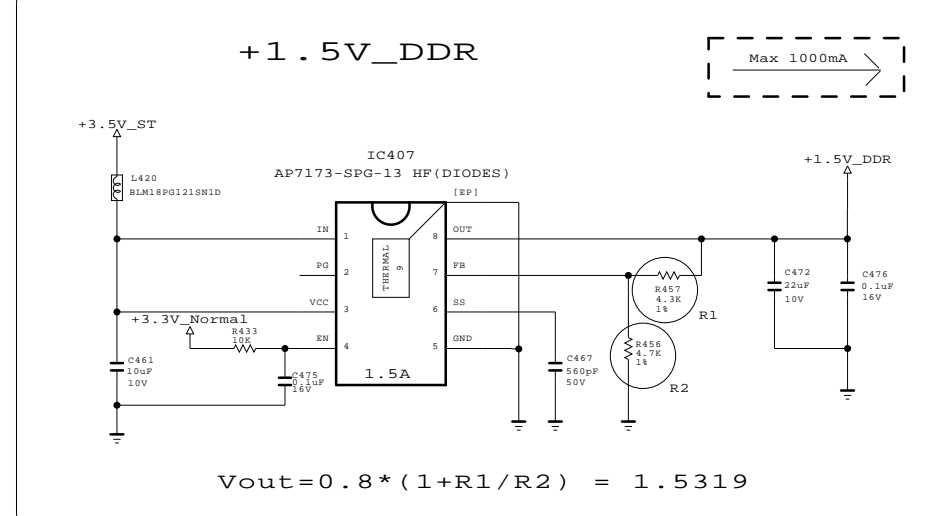 +1.5V_DDR
Max 1000mA
+3.5V_ST
IC407
AP7173-SPG-13 HF(DIODES)
+1.5V_DDR
L420
BLM18PG121SN1D
[EP]
IN
1
8
OUT
THERMAL
9
PG
2
7
FB
R457
4.3K
1%
R1
C472
22uF
10V
C476
0.1uF
16V
VCC
3
6
SS
+3.3V_Normal
R433
10K
EN
4
5
GND
R456
4.7K
1%
R2
C461
10uF
10V
C475
0.1uF
16V
1.5A
C467
560pF
50V
Vout=0.8*(1+R1/R2) = 1.5319